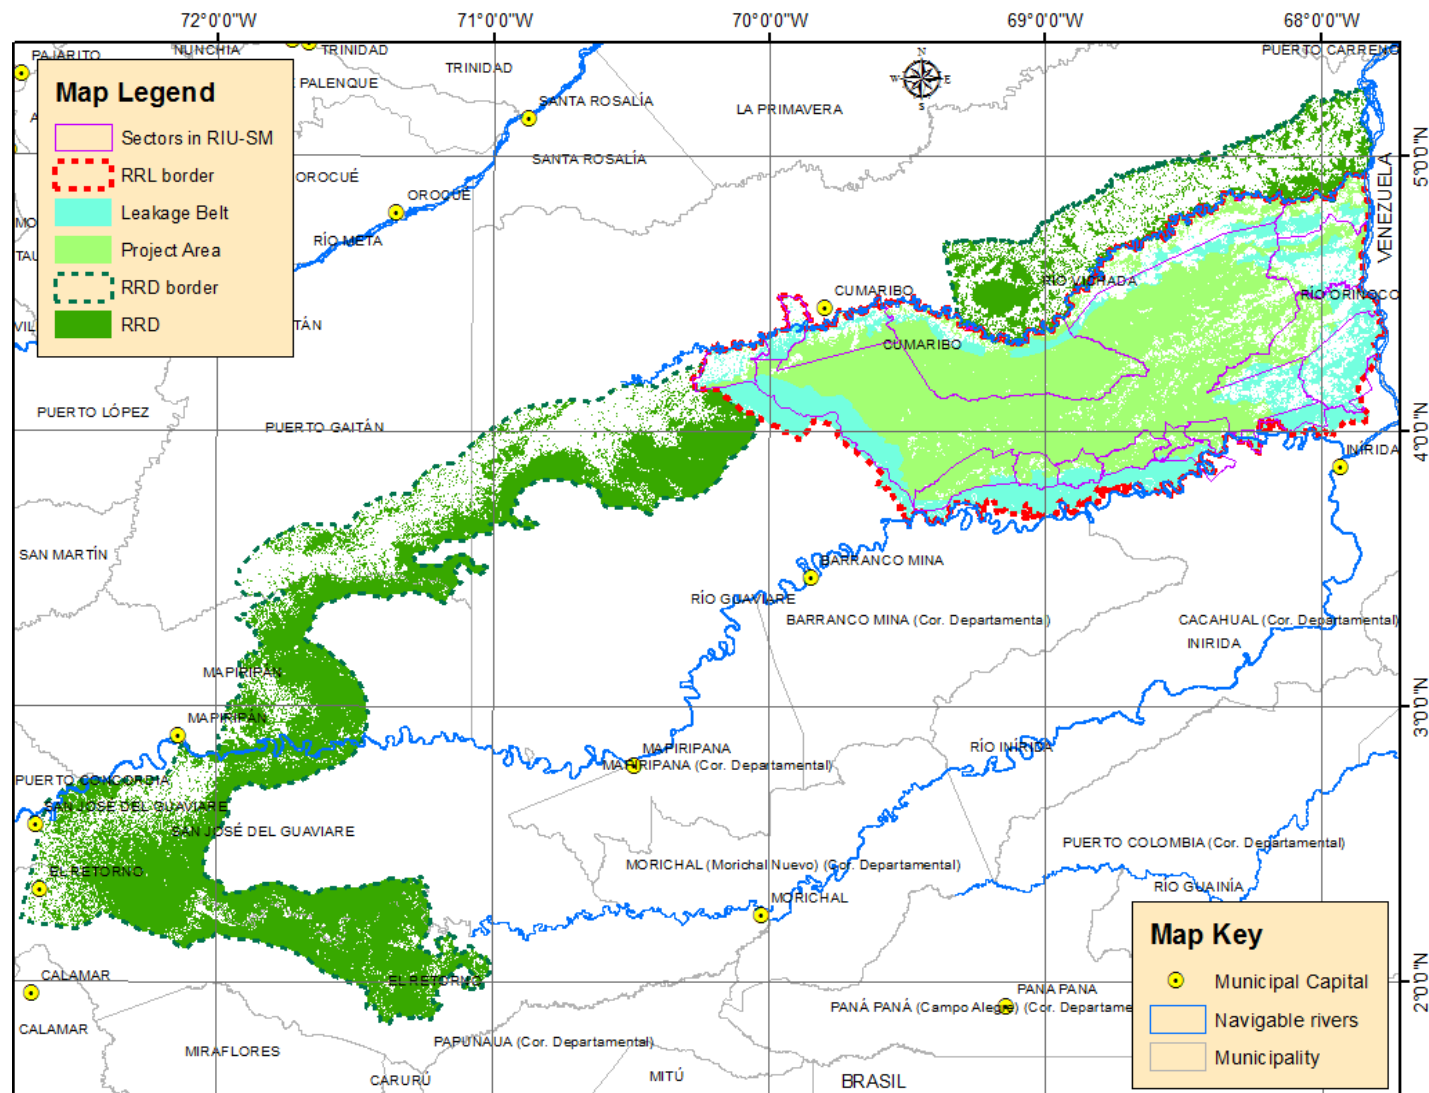 72°0'0"W
71°0'0"W
70°0'0"W
69°0'0"W
68°0'0"W
PAJARITO
NUNCHIA
TRINIDAD
TRINIDAD
PUERTO CARREÑO
PALENQUE
SANTA ROSALÍA
LA PRIMAVERA
N
W E
S
Map Legend
Sectors in RIU-SM
RRL border
Leakage Belt
Project Area
RRD border
RRD
SANTA ROSALÍA
5°0'0"N
OROCUÉ
OROCUÉ
VENEZUELA
RÍO META
RÍO VICHADA
CUMARIBO
RÍO ORINOCO
TÁN
CUMARIBO
PUERTO LÓPEZ
PUERTO GAITÁN
4°0'0"N
INÍRIDA
SAN MARTÍN
BARRANCO MINA
RÍO GUAVIARE
BARRANCO MINA (Cor. Departamental)
CACAHUAL (Cor. Departamental)
INIRIDA
MAPIRIPÁN
MAPIRIPÁN
3°0'0"N
MAPIRIPANA
RÍO INÍRIDA
MAPIRIPANA (Cor. Departamental)
PUERTO CONCORDIA
SAN JOSE DEL GUAVIARE
SAN JOSÉ DEL GUAVIARE
PUERTO COLOMBIA (Cor. Departamental)
MORICHAL (Morichal Nuevo) (Cor. Departamental)
EL RETORNO
RÍO GUAINÍA
MORICHAL
Map Key
Municipal Capital
Navigable rivers
Municipality
CALAMAR
EL RETORNO
2°0'0"N
PANA PANA
PANÁ PANÁ (Campo Alegre) (Cor. Departame
CALAMAR
MIRAFLORES
PAPUNAUA (Cor. Departamental)
CARURÚ
MITÚ
BRASIL